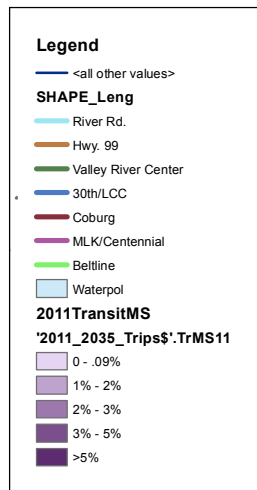 Legend
<all other values>
SHAPE_Leng
River Rd.
Hwy. 99
Valley River Center
30th/LCC
Coburg
MLK/Centennial
Beltline
Waterpol
2011TransitMS
'2011_2035_Trips$'.TrMS11
0 - .09%
1% - 2%
2% - 3%
3% - 5%
>5%